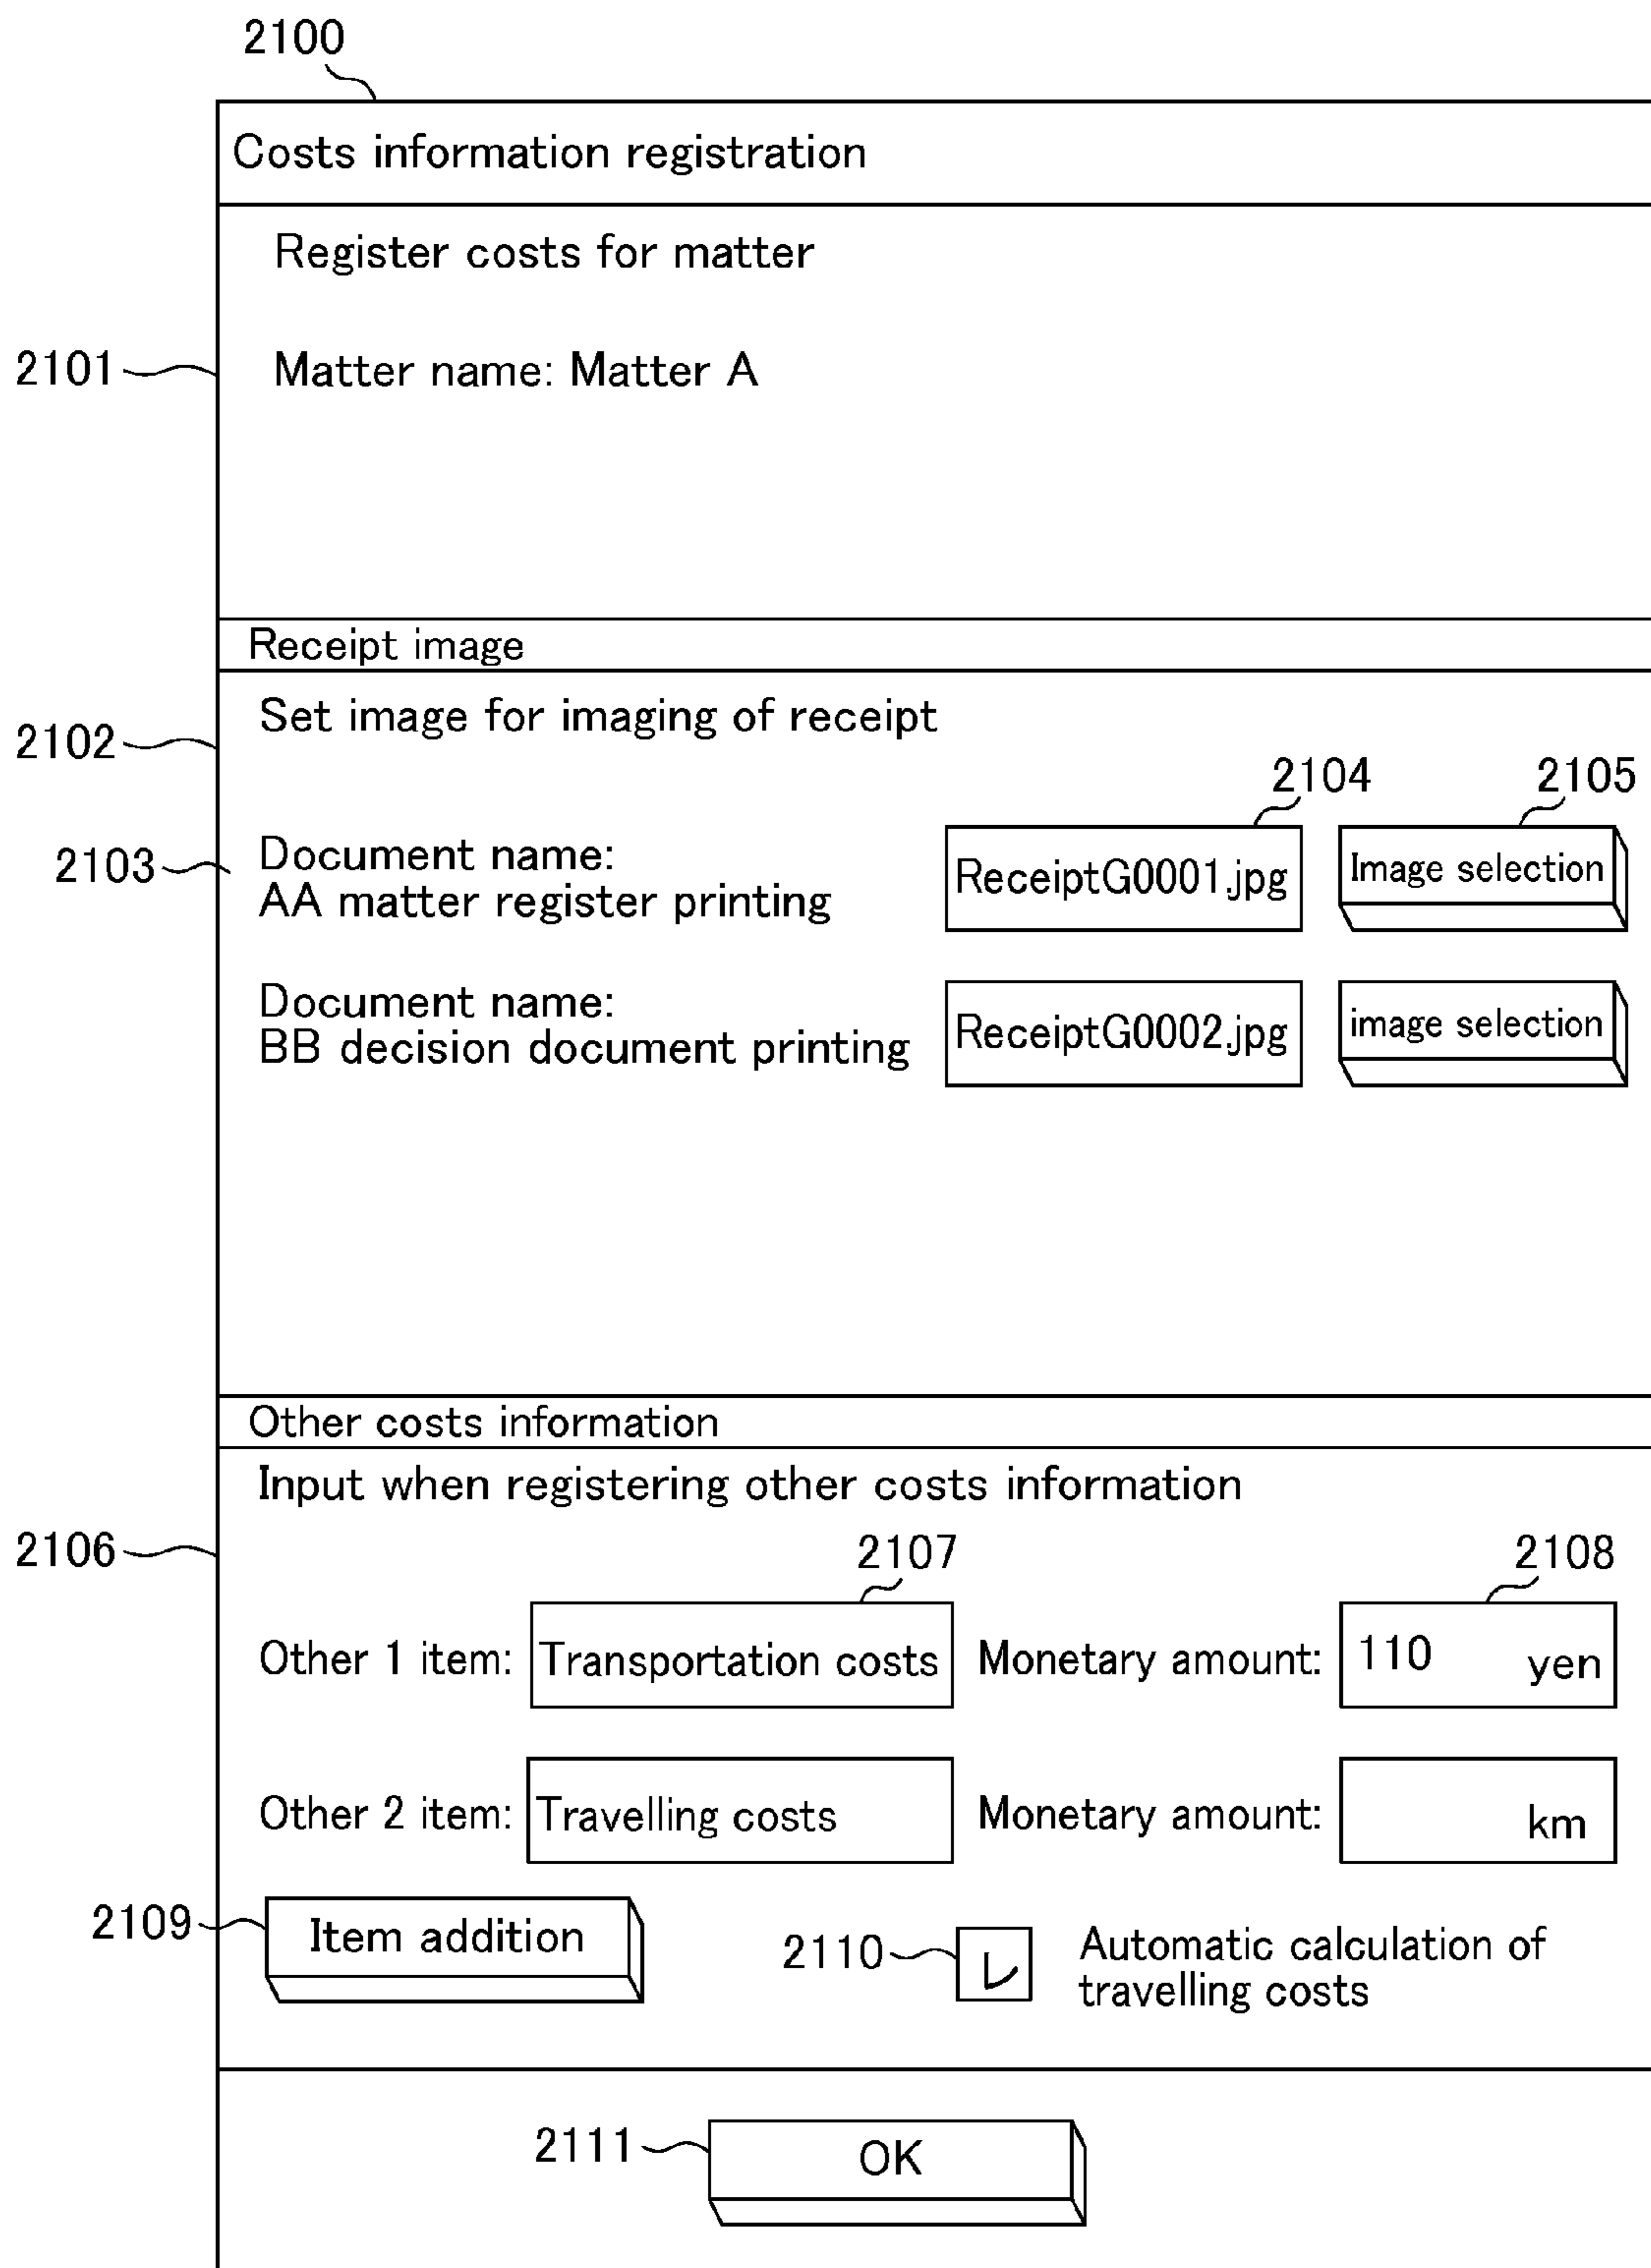 2100
Costs information registration
Register costs for matter
2101
Matter name: Matter A
Receipt image
2102
Set image for imaging of receipt
2104
2105
2103
Document name:
AA matter register printing
ReceiptG0001.jpg
Image selection
Document name:
BB decision document printing
ReceiptG0002.jpg
image selection
Other costs information
Input when registering other costs information
2106
2107
2108
Other 1 item:
Transportation costs
Monetary amount:
110 yen
Other 2 item:
Travelling costs
Monetary amount:
km
2109
Item addition
2110
Automatic calculation of
travelling costs
2111
OK